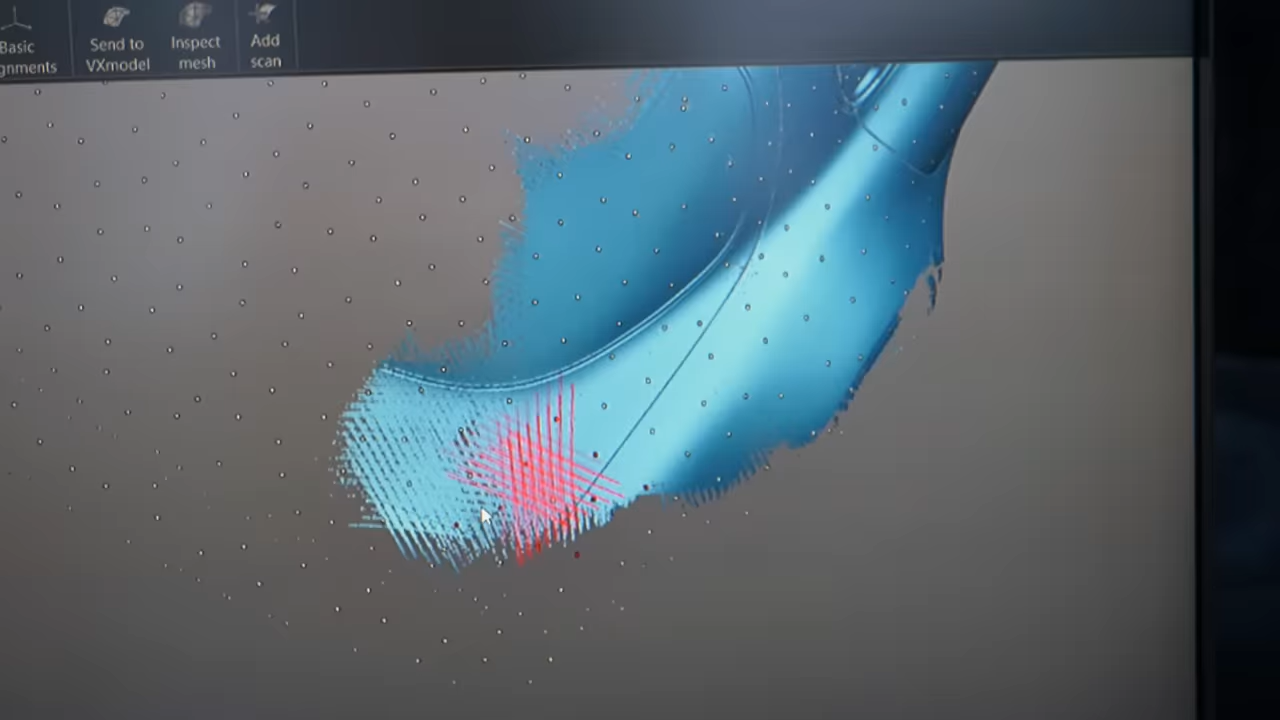 Basic
gnments
Send to
VXmodel
Inspect
mesh
Add
scan